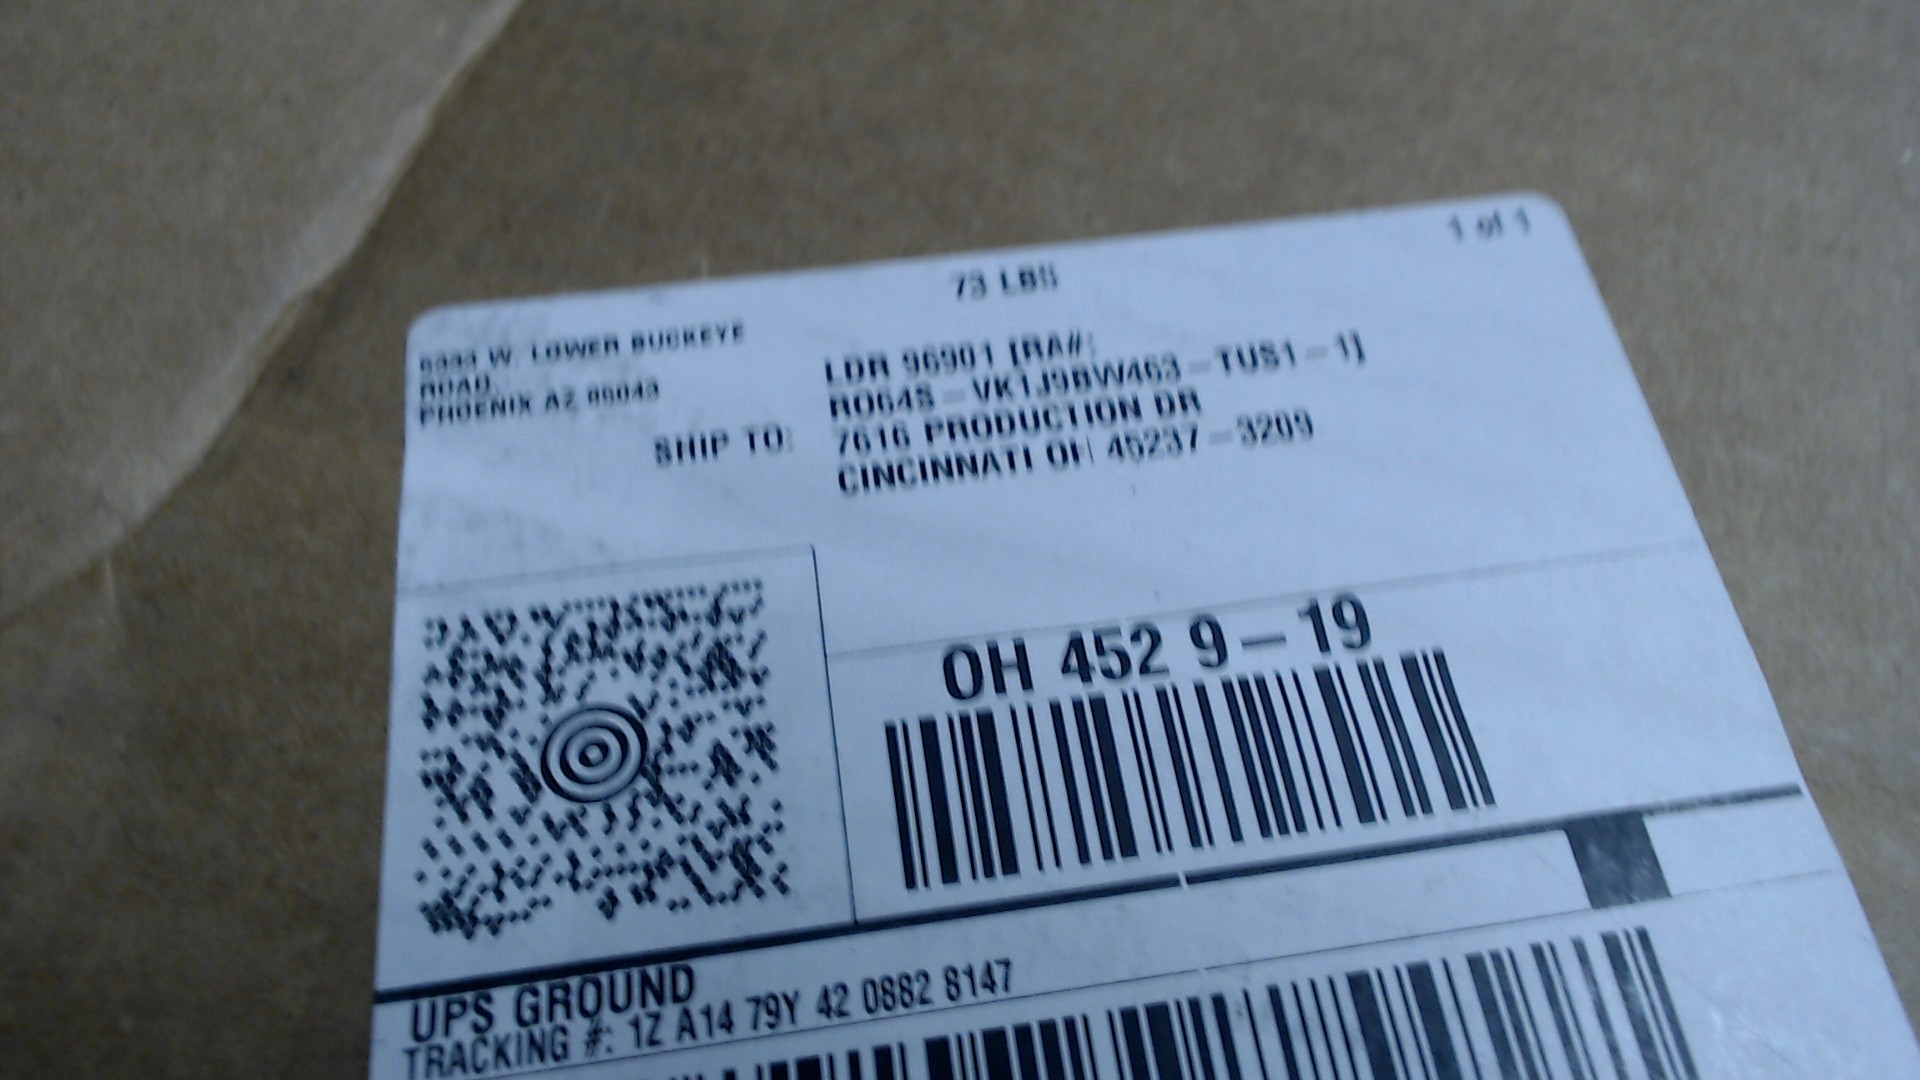 1 of 1
73 LBS
W. LOWER BUCKEYE
ROAD
PHOENIX AZ 85043
SHIP TO:
LDR 96901 [RA#:
RO64S-VK1J9BW463-TUS1-1]
7616 PRODUCTION DR
CINCINNATI OH 45237-3209
OH 452 9-19
UPS GROUND
TRACKING #: 1Z A14 79Y 42 0882 8147